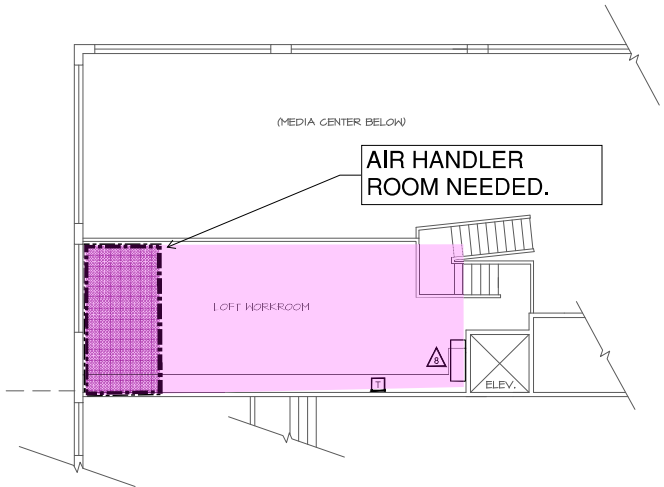 (MEDIA CENTER BELOW)
AIR HANDLER
ROOM NEEDED.
LOFT WORKROOM
8
T
ELEV.